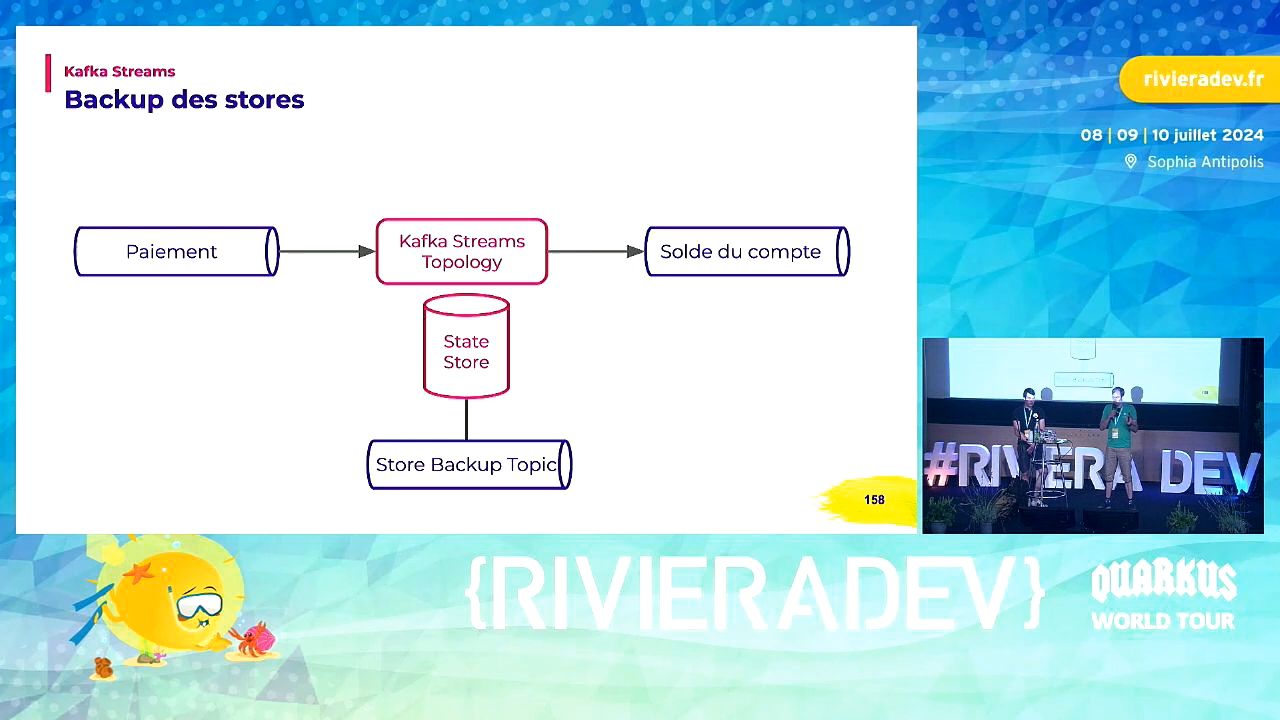 Kafka Streams
Backup des stores
Paiement
Kafka Streams
Topology
Solde du compte
State
Store
Store Backup Topic
158
rivieradev.fr
08 | 09 | 10 juillet 2024
Sophia Antipolis
#RIVIERA DEV
{RIVIERADEV}
QUARKUS
WORLD TOUR